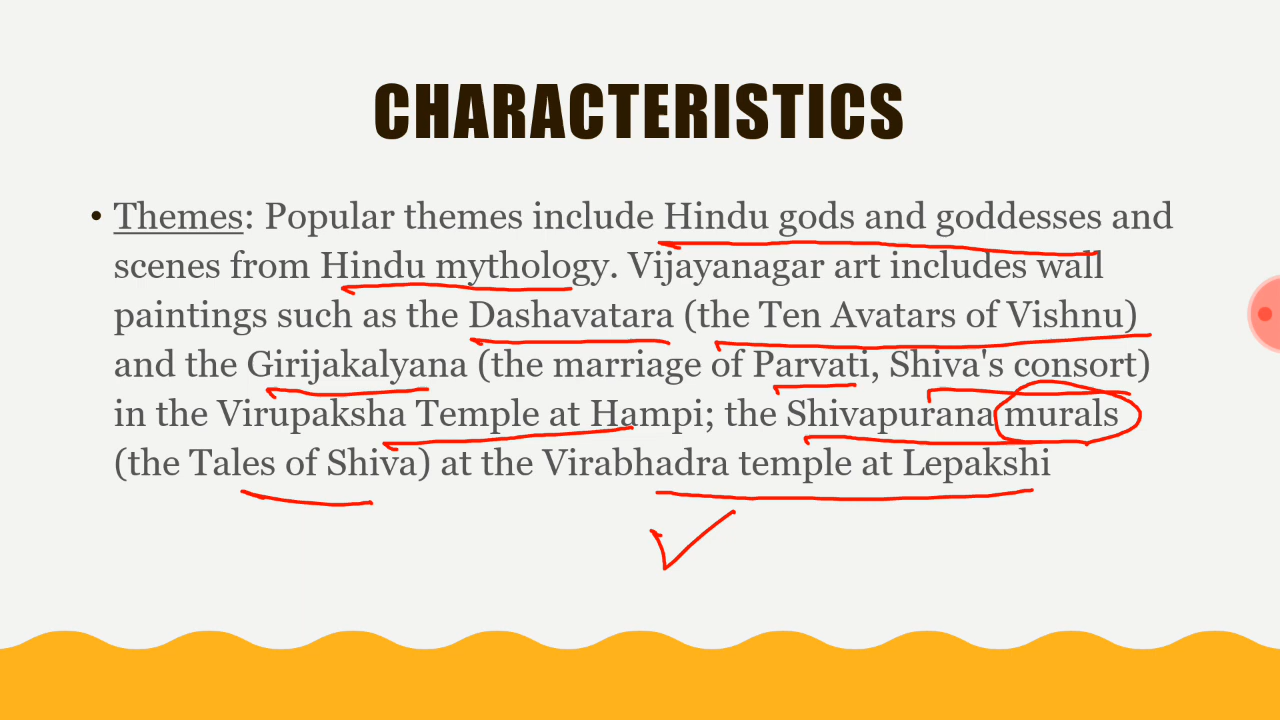 CHARACTERISTICS
• Themes: Popular themes include Hindu gods and goddesses and
scenes from Hindu mythology. Vijayanagar art includes wall
paintings such as the Dashavatara (the Ten Avatars of Vishnu)
and the Girijakalyana (the marriage of Parvati, Shiva's consort)
in the Virupaksha Temple at Hampi; the Shivapurana murals
(the Tales of Shiva) at the Virabhadra temple at Lepakshi